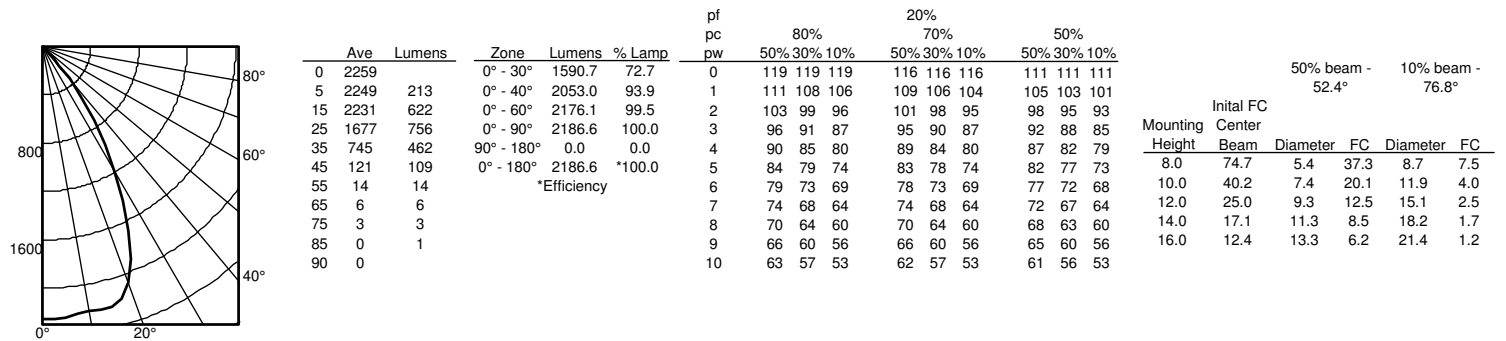 800
1600
0°
20°
40°
60°
80°
Ave Lumens
0 2259
5 2249 213
15 2231 622
25 1677 756
35 745 462
45 121 109
55 14 14
65 6 6
75 3 3
85 0 1
90 0
Zone Lumens % Lamp
0° - 30° 1590.7 72.7
0° - 40° 2053.0 93.9
0° - 60° 2176.1 99.5
0° - 90° 2186.6 100.0
90° - 180° 0.0 0.0
0° - 180° 2186.6 *100.0
*Efficiency
pf 20%
pc 80% 70% 50%
pw 50% 30% 10% 50% 30% 10% 50% 30% 10%
0 119 119 119 116 116 116 111 111 111
1 111 108 106 109 106 104 105 103 101
2 103 99 96 101 98 95 98 95 93
3 96 91 87 95 90 87 92 88 85
4 90 85 80 89 84 80 87 82 79
5 84 79 74 83 78 74 82 77 73
6 79 73 69 78 73 69 77 72 68
7 74 68 64 74 68 64 72 67 64
8 70 64 60 70 64 60 68 63 60
9 66 60 56 66 60 56 65 60 56
10 63 57 53 62 57 53 61 56 53
50% beam - 10% beam -
52.4° 76.8°
Inital FC
Mounting Center
Height Beam Diameter FC Diameter FC
8.0 74.7 5.4 37.3 8.7 7.5
10.0 40.2 7.4 20.1 11.9 4.0
12.0 25.0 9.3 12.5 15.1 2.5
14.0 17.1 11.3 8.5 18.2 1.7
16.0 12.4 13.3 6.2 21.4 1.2